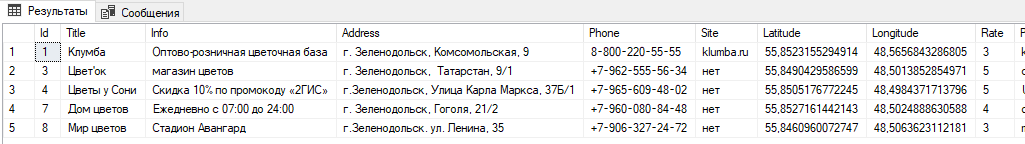 Результаты Сообщения
Id Title Info Address Phone Site Latitude Longitude Rate
1 1 Клумба Оптово-розничная цветочная база г. Зеленодольск, Комсомольская, 9 8-800-220-55-55 klumba.ru 55,8523155294914 48,5656843286805 3
2 3 Цвет'ок магазин цветов г. Зеленодольск,  Татарстан, 9/1 +7-962-555-56-34 нет 55,8490429586599 48,5013852854971 5
3 4 Цветы у Сони Скидка 10% по промокоду «2ГИС» г.Зеленодольск,Улица Карла Маркса, 37Б/1 +7-965-609-48-02 нет 55,8505176772245 48,4984371713796 5
4 7 Дом цветов Ежедневно с 07:00 до 24:00 г. Зеленодольск, Гоголя, 21/2 +7-960-080-84-48 нет 55,8527161442143 48,5024888630588 4
5 8 Мир цветов Стадион Авангард г.Зеленодольск. ул. Ленина, 35 +7-906-327-24-72 нет 55,8460960072747 48,5063623112181 3